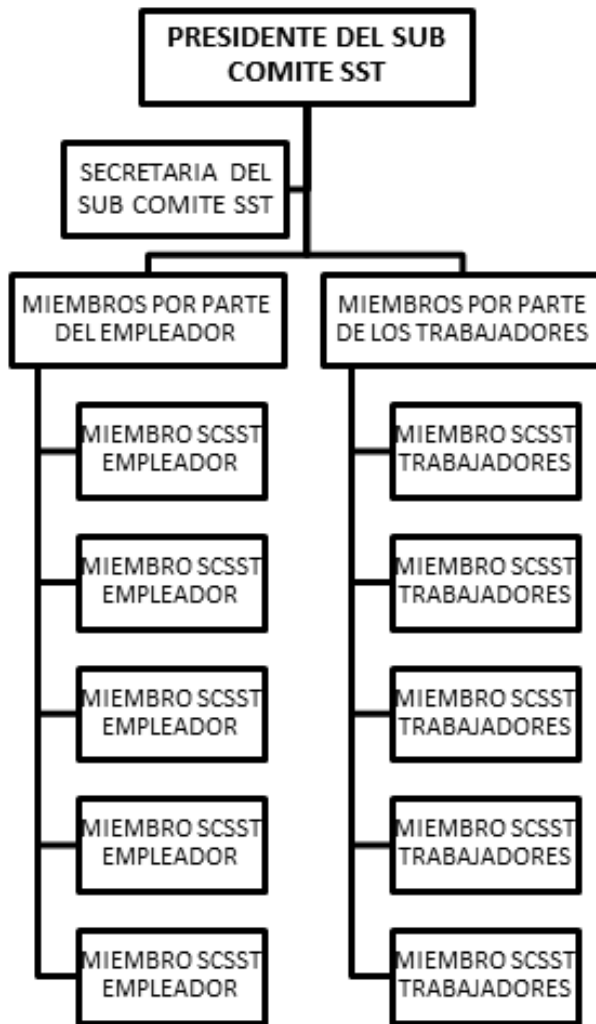 PRESIDENTE DEL SUB
COMITE SST
SECRETARIA DEL
SUB COMITE SST
MIEMBROS POR PARTE
DEL EMPLEADOR
MIEMBROS POR PARTE
DE LOS TRABAJADORES
MIEMBRO SCSST
EMPLEADOR
MIEMBRO SCSST
EMPLEADOR
MIEMBRO SCSST
EMPLEADOR
MIEMBRO SCSST
EMPLEADOR
MIEMBRO SCSST
EMPLEADOR
MIEMBRO SCSST
TRABAJADORES
MIEMBRO SCSST
TRABAJADORES
MIEMBRO SCSST
TRABAJADORES
MIEMBRO SCSST
TRABAJADORES
MIEMBRO SCSST
TRABAJADORES